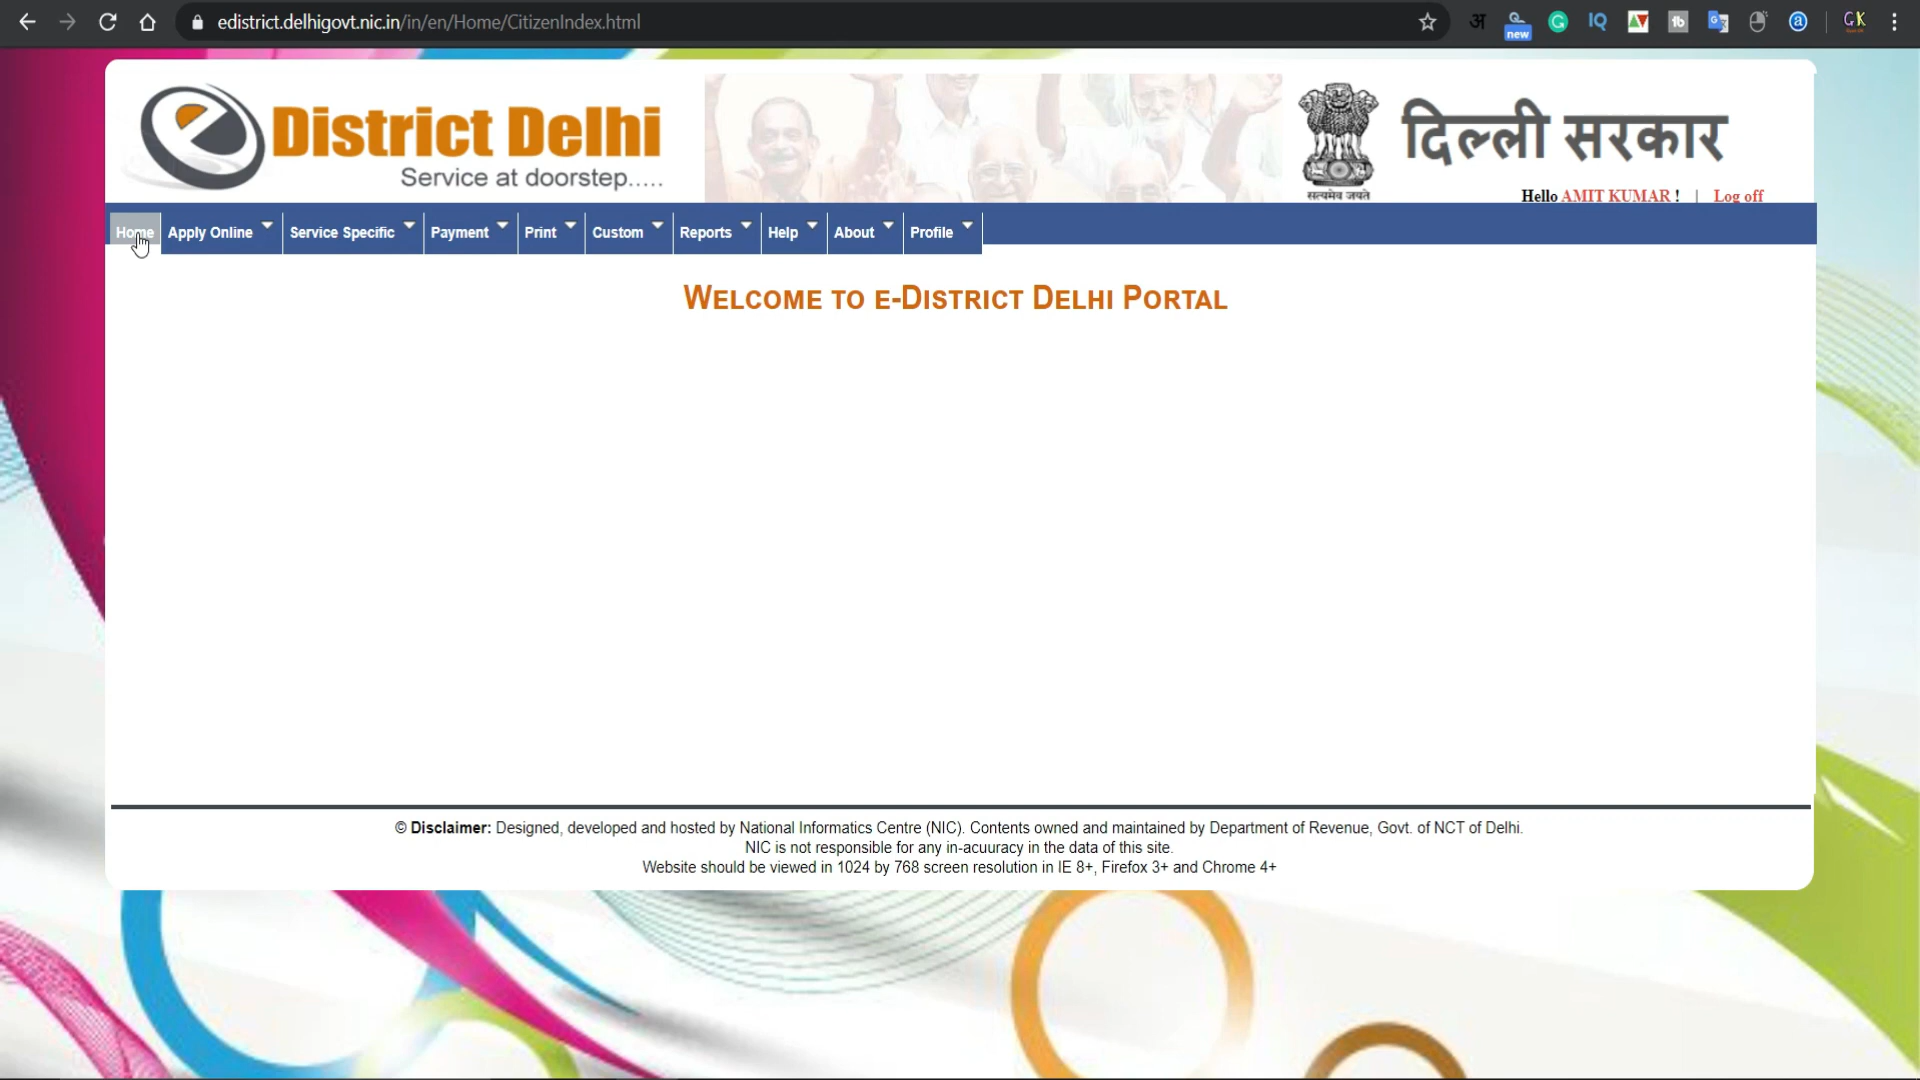 edistrict.delhigovt.nic.in/in/en/Home/CitizenIndex.html
अ
new
G
IQ
tb
a
GK
e District Delhi
Service at doorstep.....
सत्यमेव जयते
दिल्ली सरकार
Hello AMIT KUMAR ! | Log off
Home Apply Online Service Specific Payment Print Custom Reports Help About Profile
WELCOME TO E-DISTRICT DELHI PORTAL
© Disclaimer: Designed, developed and hosted by National Informatics Centre (NIC). Contents owned and maintained by Department of Revenue, Govt. of NCT of Delhi.
NIC is not responsible for any in-acuuracy in the data of this site.
Website should be viewed in 1024 by 768 screen resolution in IE 8+, Firefox 3+ and Chrome 4+